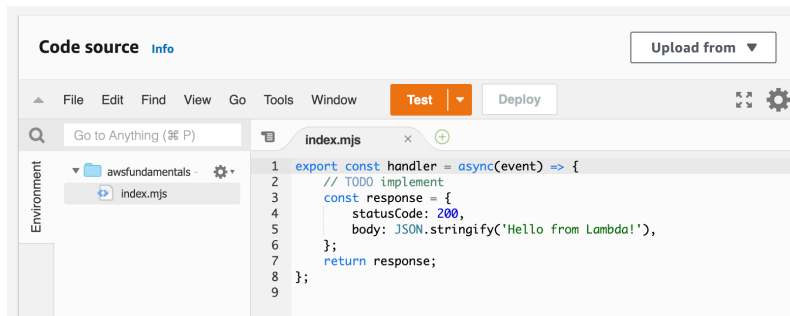 Code source Info
Upload from ▼
File Edit Find View Go Tools Window Test Deploy
Go to Anything (⌘ P)
index.mjs ×
Environment
awsfundamentals -
index.mjs
1 export const handler = async(event) => {
2     // TODO implement
3     const response = {
4         statusCode: 200,
5         body: JSON.stringify('Hello from Lambda!'),
6     };
7     return response;
8 };
9